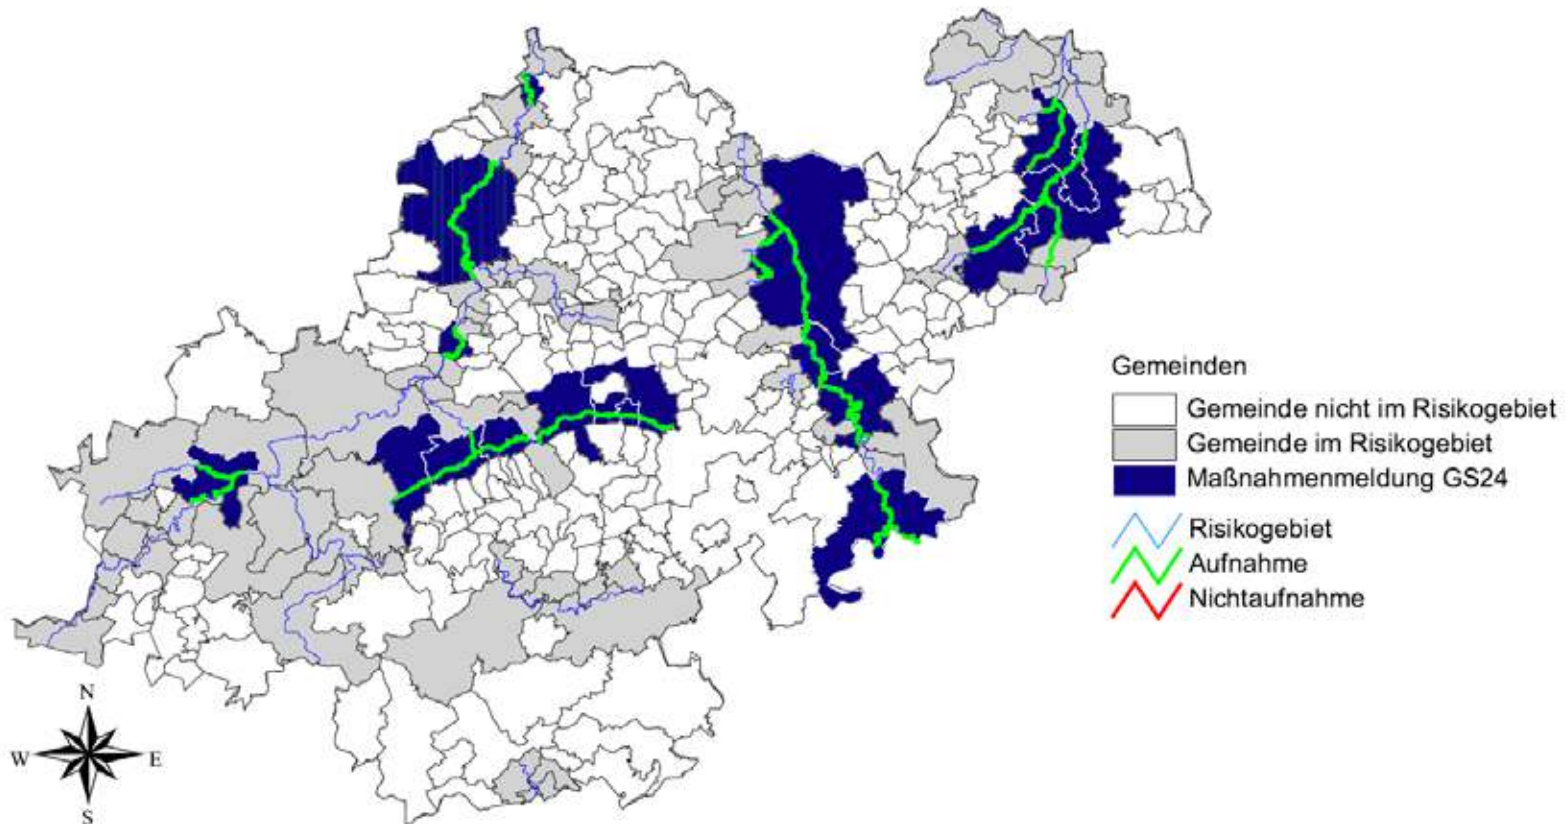 Gemeinden
Gemeinde nicht im Risikogebiet
Gemeinde im Risikogebiet
Maßnahmenmeldung GS24
Risikogebiet
Aufnahme
Nichtaufnahme
N
W E
S